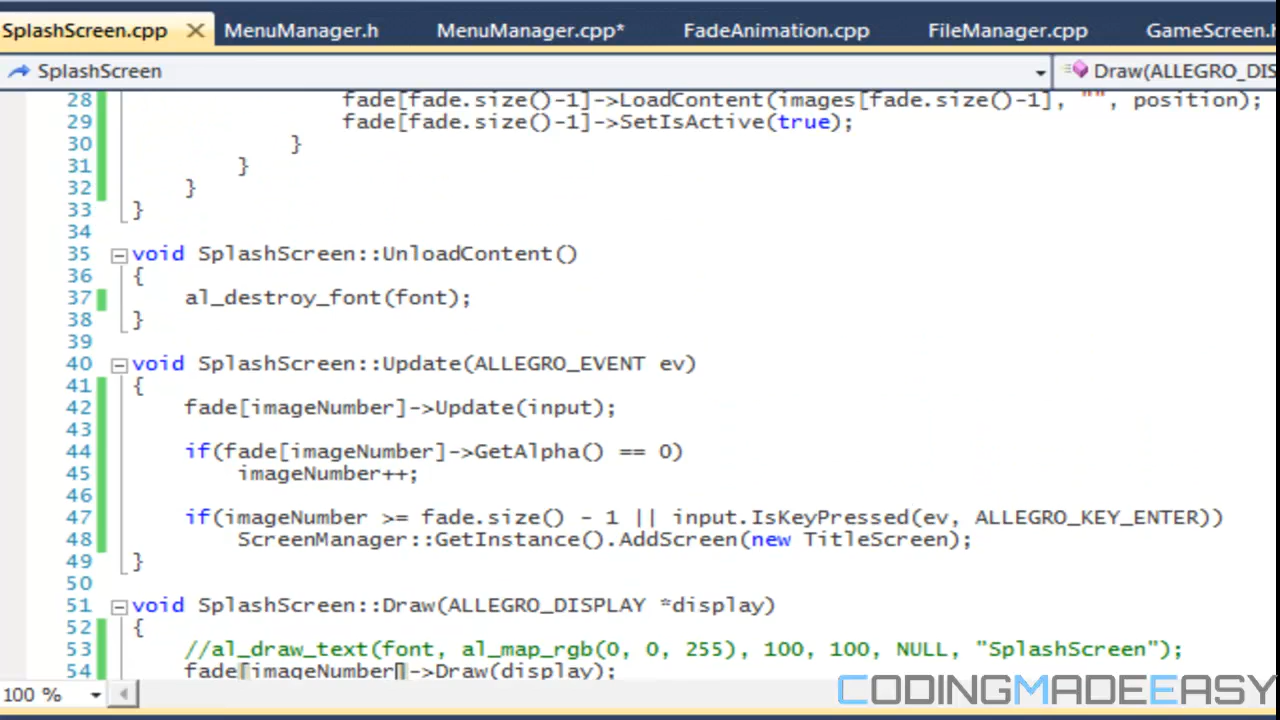 SplashScreen.cpp MenuManager.h MenuManager.cpp* FadeAnimation.cpp FileManager.cpp GameScreen.h
SplashScreen Draw(ALLEGRO_DIS
28 fade[fade.size()-1]->LoadContent(images[fade.size()-1], "", position);
29 fade[fade.size()-1]->SetIsActive(true);
30 }
31 }
32 }
33 }
34
35 void SplashScreen::UnloadContent()
36 {
37 al_destroy_font(font);
38 }
39
40 void SplashScreen::Update(ALLEGRO_EVENT ev)
41 {
42 fade[imageNumber]->Update(input);
43
44 if(fade[imageNumber]->GetAlpha() == 0)
45 imageNumber++;
46
47 if(imageNumber >= fade.size() - 1 || input.IsKeyPressed(ev, ALLEGRO_KEY_ENTER))
48 ScreenManager::GetInstance().AddScreen(new TitleScreen);
49 }
50
51 void SplashScreen::Draw(ALLEGRO_DISPLAY *display)
52 {
53 //al_draw_text(font, al_map_rgb(0, 0, 255), 100, 100, NULL, "SplashScreen");
54 fade[imageNumber]->Draw(display);
100 %
CODINGMADEEASY